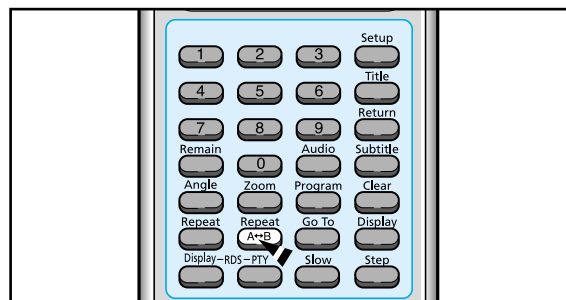 Setup
1 2 3
Title
4 5 6
Return
7 8 9
Remain Audio Subtitle
0
Angle Zoom Program Clear
Repeat Repeat Go To Display
A↔B
Display-RDS-PTY Slow Step